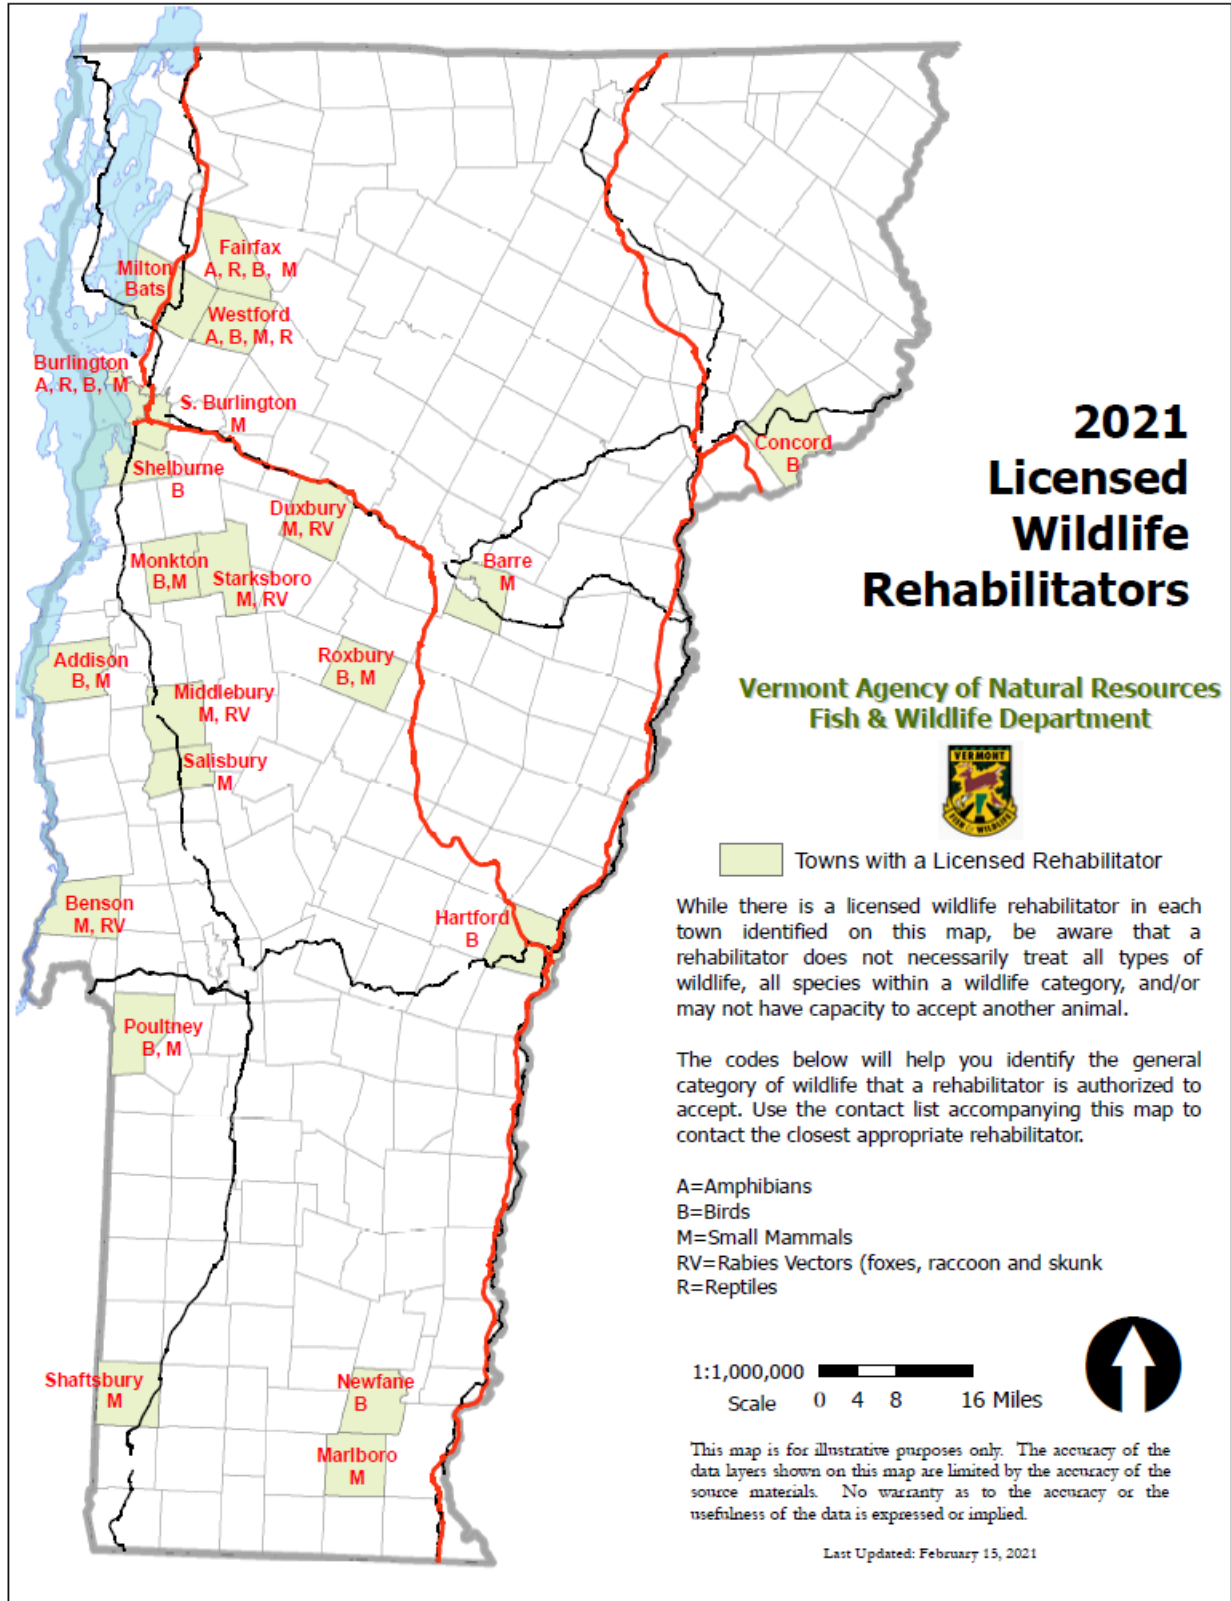 Fairfax
A, R, B, M
Milton
Bats
Westford
A, B, M, R
Burlington
A, R, B, M
S. Burlington
M
Shelburne
B
Concord
B
Duxbury
M, RV
Monkton
B,M
Starksboro
M, RV
Barre
M
Addison
B, M
Roxbury
B, M
Middlebury
M, RV
Salisbury
M
Benson
M, RV
Hartford
B
Poultney
B, M
Shaftsbury
M
Newfane
B
Marlboro
M
2021
Licensed
Wildlife
Rehabilitators
Vermont Agency of Natural Resources
Fish & Wildlife Department
VERMONT
FISH & WILDLIFE
Towns with a Licensed Rehabilitator
While there is a licensed wildlife rehabilitator in each
town identified on this map, be aware that a
rehabilitator does not necessarily treat all types of
wildlife, all species within a wildlife category, and/or
may not have capacity to accept another animal.
The codes below will help you identify the general
category of wildlife that a rehabilitator is authorized to
accept. Use the contact list accompanying this map to
contact the closest appropriate rehabilitator.
A=Amphibians
B=Birds
M=Small Mammals
RV=Rabies Vectors (foxes, raccoon and skunk
R=Reptiles
1:1,000,000
Scale
0 4 8 16 Miles
This map is for illustrative purposes only. The accuracy of the
data layers shown on this map are limited by the accuracy of the
source materials. No warranty as to the accuracy or the
usefulness of the data is expressed or implied.
Last Updated: February 15, 2021